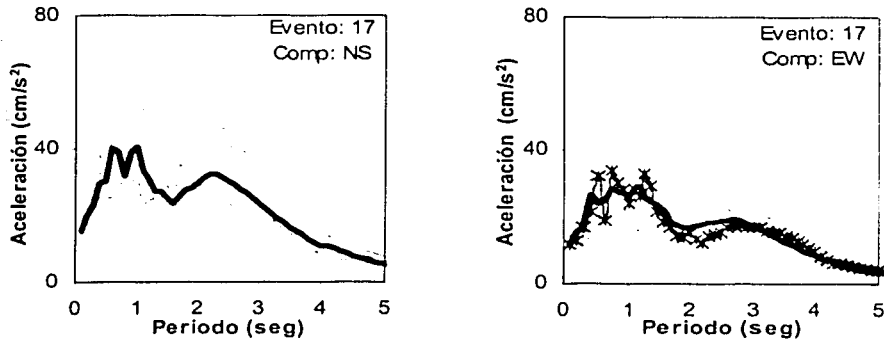 80
Evento: 17
Comp: NS
40
0
0 1 2 3 4 5
Aceleración (cm/s²)
Periodo (seg)
80
Evento: 17
Comp: EW
40
0
0 1 2 3 4 5
Aceleración (cm/s²)
Periodo (seg)